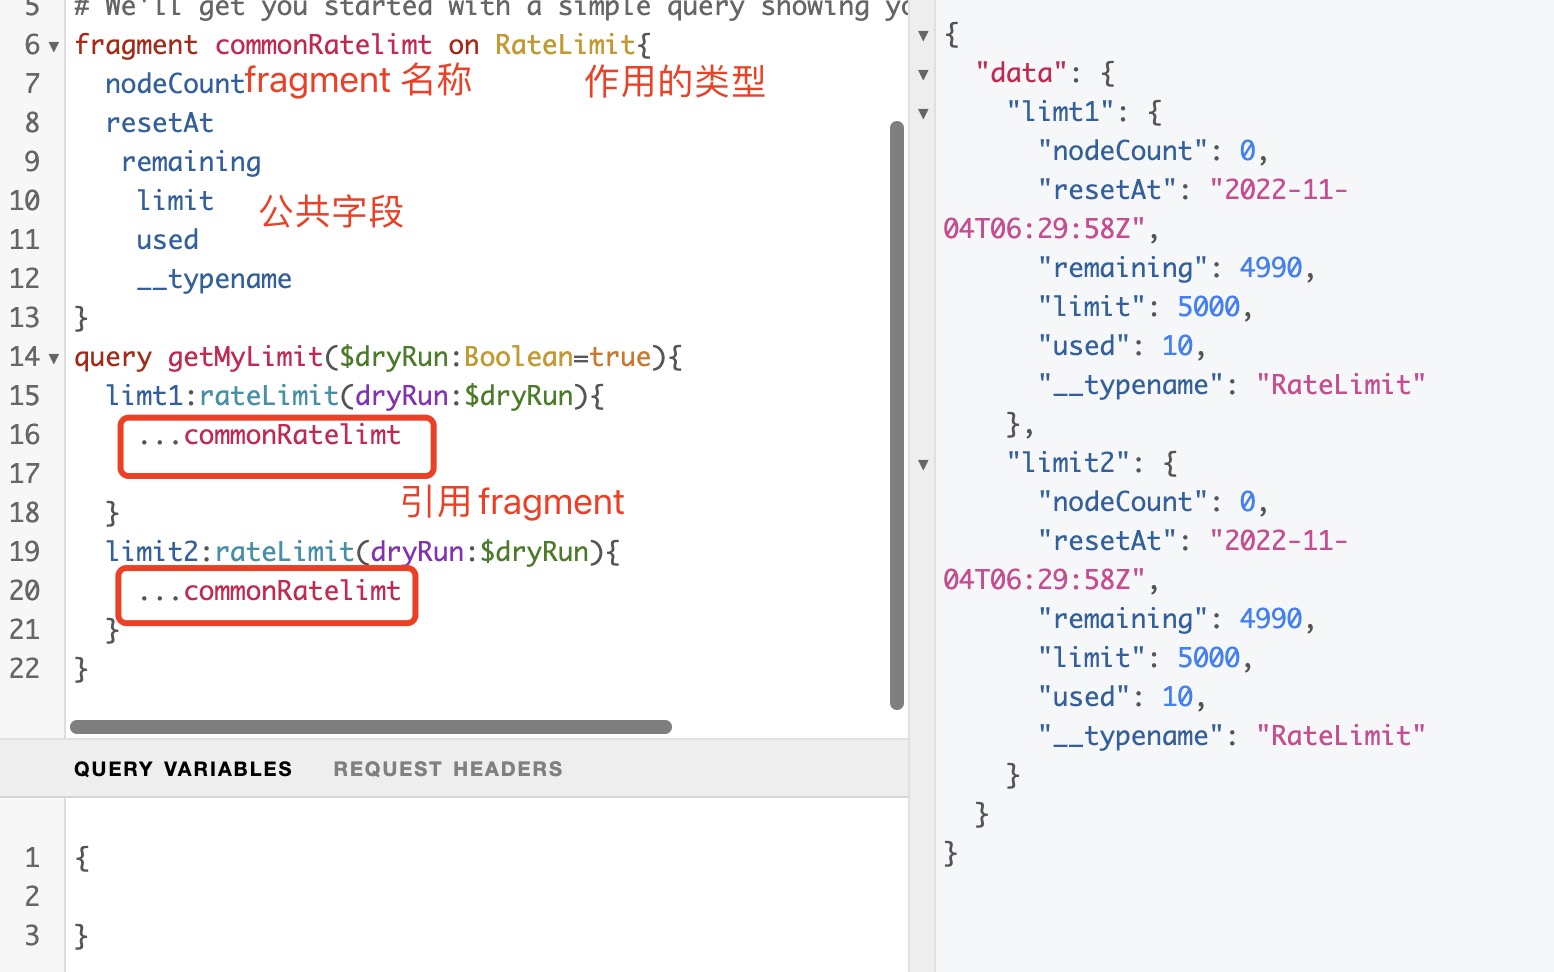 5 # We'll get you started with a simple query showing yo
6 fragment commonRatelimt on RateLimit{
7 nodeCount
fragment 名称
作用的类型
8 resetAt
9 remaining
10 limit
公共字段
11 used
12 __typename
13 }
14 query getMyLimit($dryRun:Boolean=true){
15 limt1:rateLimit(dryRun:$dryRun){
16 ...commonRatelimt
17
18 }
引用 fragment
19 limit2:rateLimit(dryRun:$dryRun){
20 ...commonRatelimt
21 }
22 }
QUERY VARIABLES REQUEST HEADERS
1 {
2
3 }
{
"data": {
"limt1": {
"nodeCount": 0,
"resetAt": "2022-11-
04T06:29:58Z",
"remaining": 4990,
"limit": 5000,
"used": 10,
"__typename": "RateLimit"
},
"limit2": {
"nodeCount": 0,
"resetAt": "2022-11-
04T06:29:58Z",
"remaining": 4990,
"limit": 5000,
"used": 10,
"__typename": "RateLimit"
}
}
}